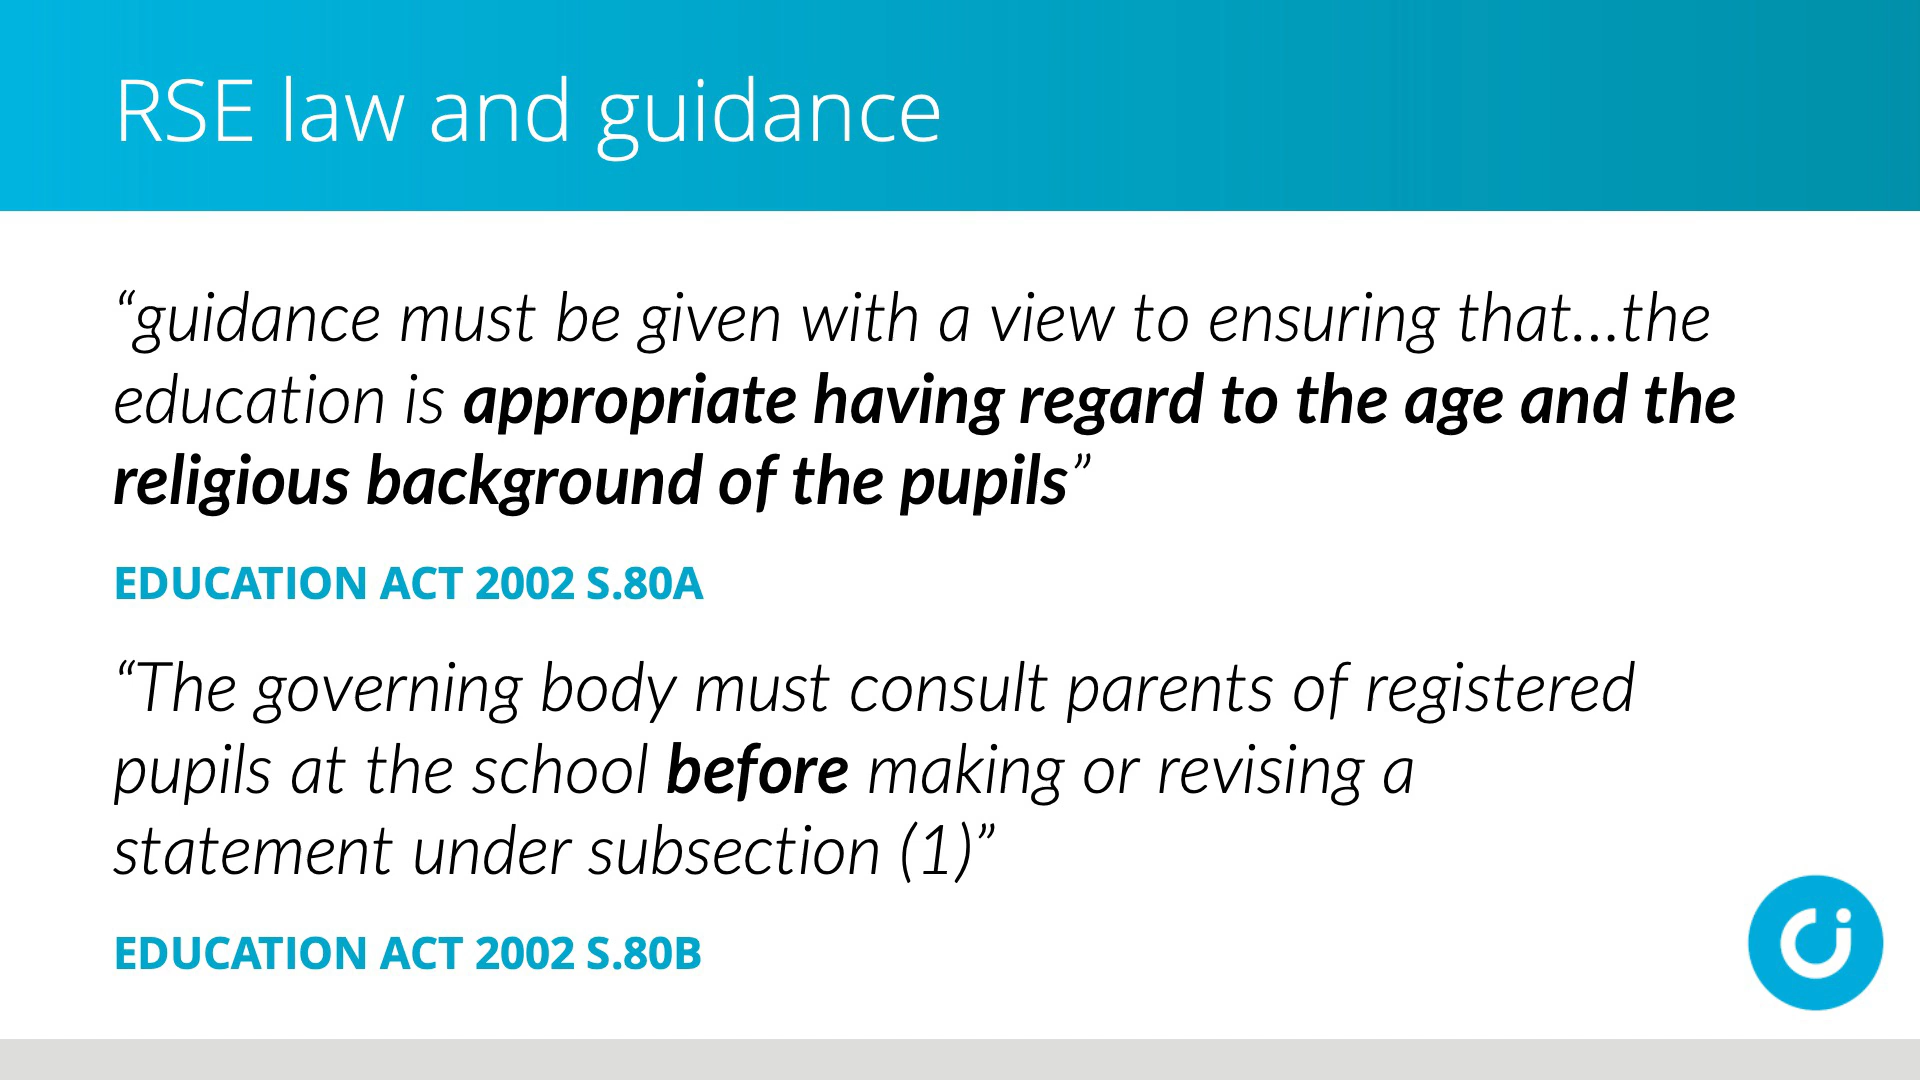 RSE law and guidance
“guidance must be given with a view to ensuring that…the
education is appropriate having regard to the age and the
religious background of the pupils”
EDUCATION ACT 2002 S.80A
“The governing body must consult parents of registered
pupils at the school before making or revising a
statement under subsection (1)”
EDUCATION ACT 2002 S.80B